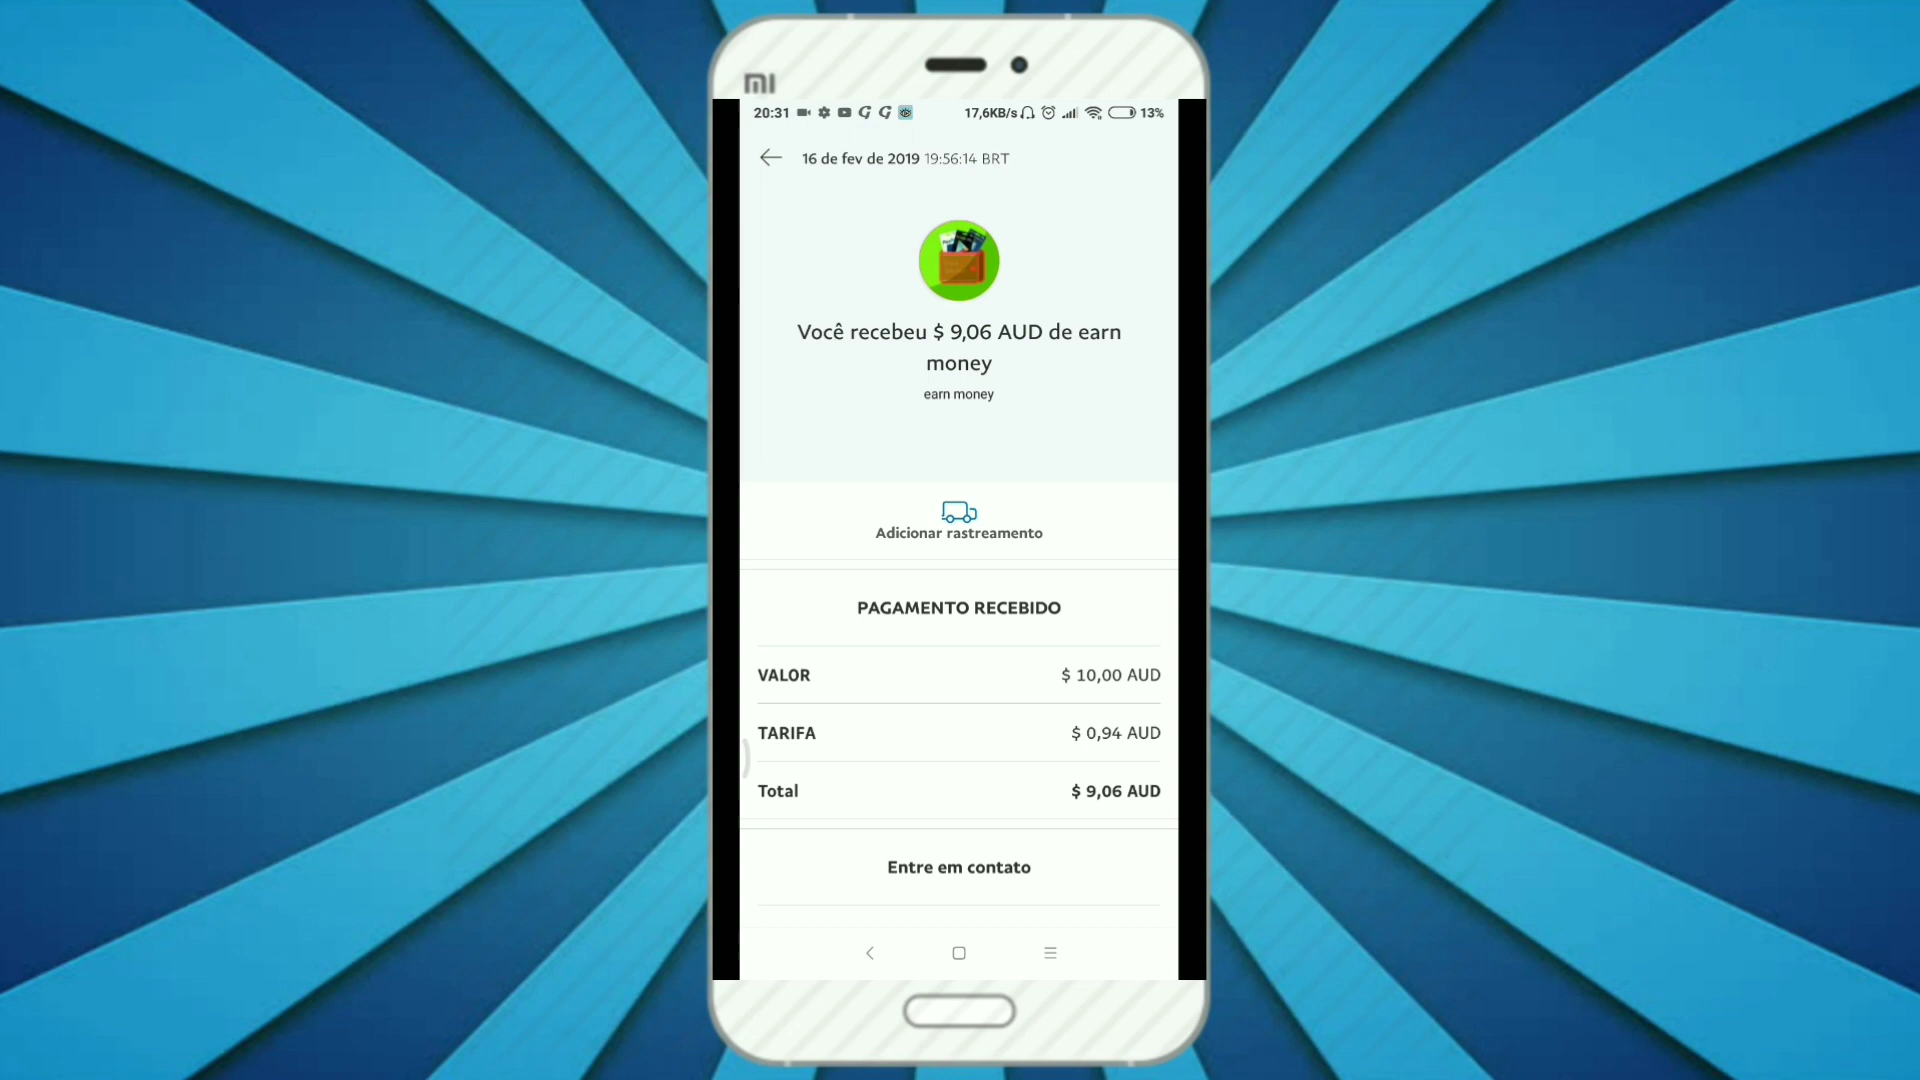 MI
20:31 17,6KB/s 13%
16 de fev de 2019 19:56:14 BRT
Você recebeu $ 9,06 AUD de earn
money
earn money
Adicionar rastreamento
PAGAMENTO RECEBIDO
VALOR $ 10,00 AUD
TARIFA $ 0,94 AUD
Total $ 9,06 AUD
Entre em contato